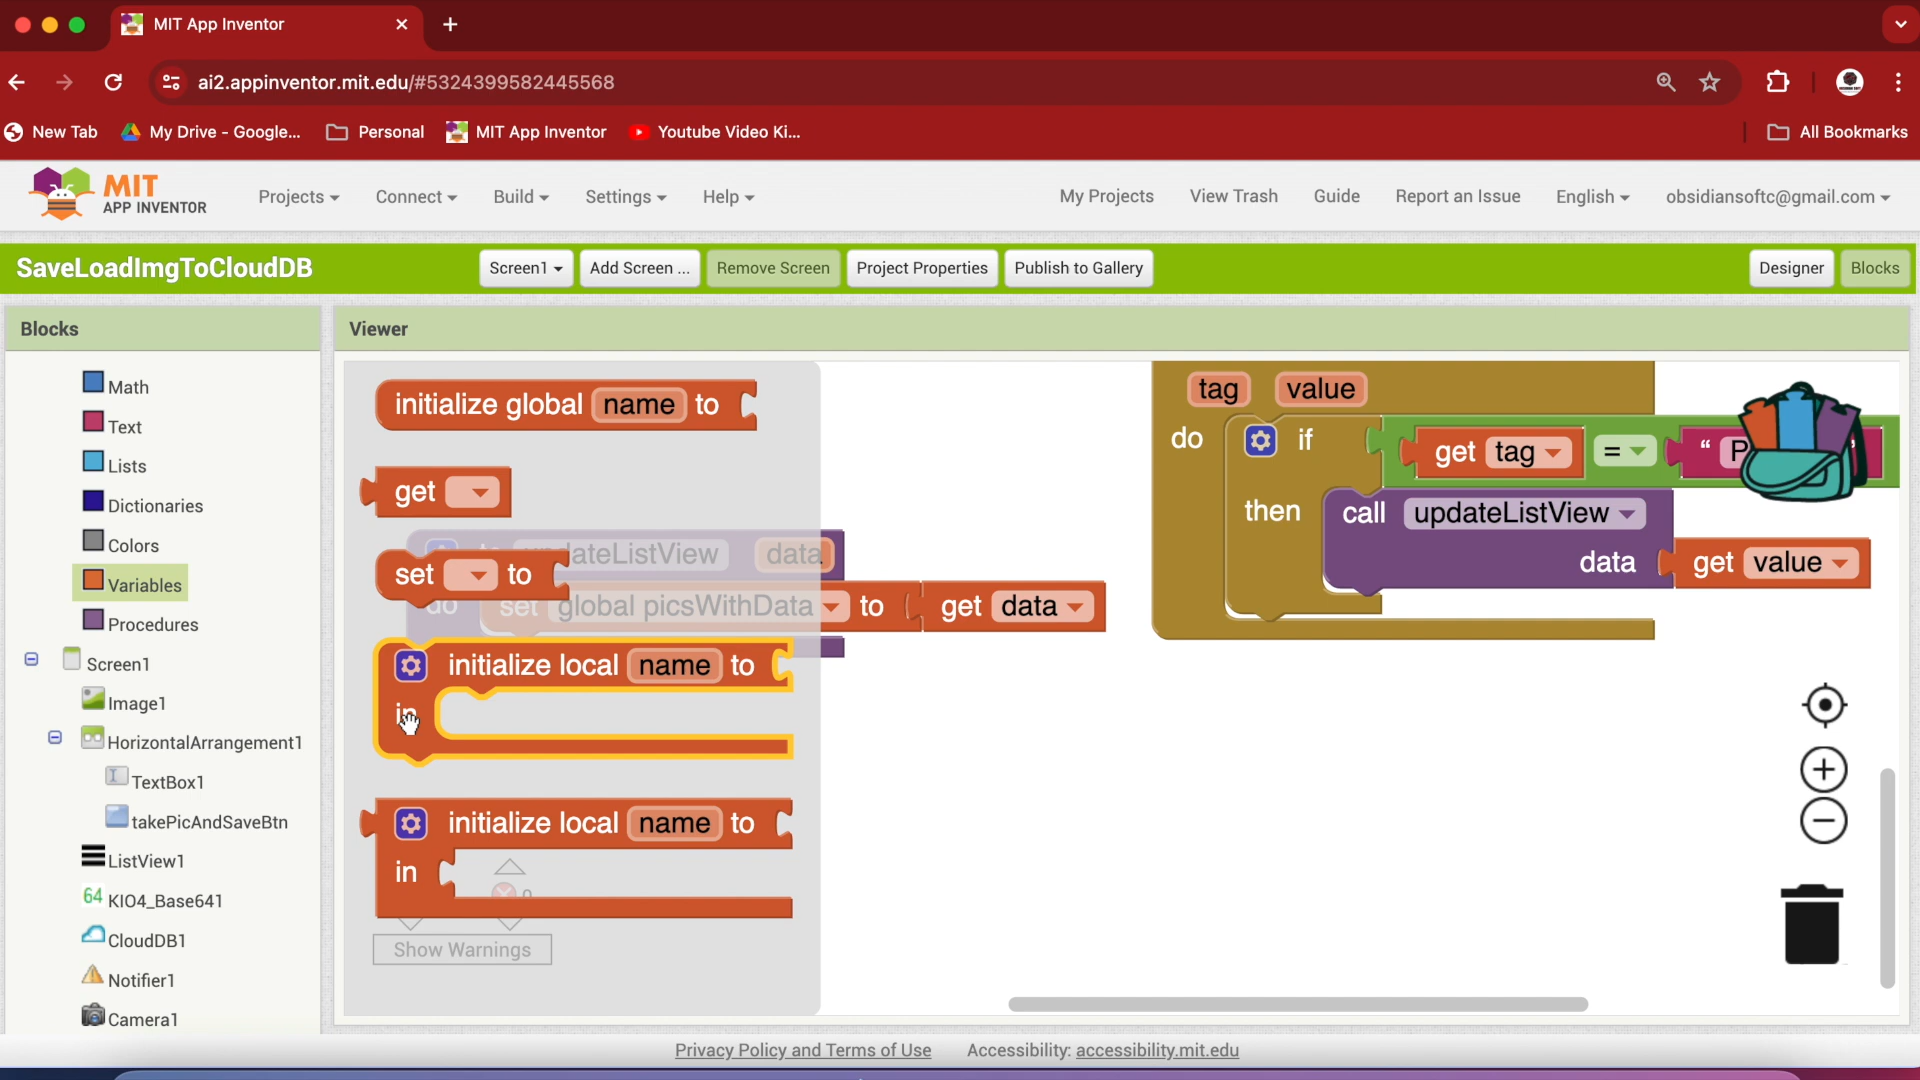 MIT App Inventor
ai2.appinventor.mit.edu/#5324399582445568
New Tab My Drive - Google... Personal MIT App Inventor Youtube Video Ki... All Bookmarks
MIT
APP INVENTOR
Projects Connect Build Settings Help My Projects View Trash Guide Report an Issue English obsidiansoftc@gmail.com
SaveLoadImgToCloudDB Screen1 Add Screen ... Remove Screen Project Properties Publish to Gallery Designer Blocks
Blocks
Math
Text
Lists
Dictionaries
Colors
Variables
Procedures
Screen1
Image1
HorizontalArrangement1
TextBox1
takePicAndSaveBtn
ListView1
64 KIO4_Base641
CloudDB1
Notifier1
Camera1
Viewer
initialize global name to
get
set to
initialize local name to
in
initialize local name to
in
data
do set global picsWithData to get data
0
Show Warnings
tag value
do if get tag = “ P
then call updateListView
data get value
Privacy Policy and Terms of Use Accessibility: accessibility.mit.edu